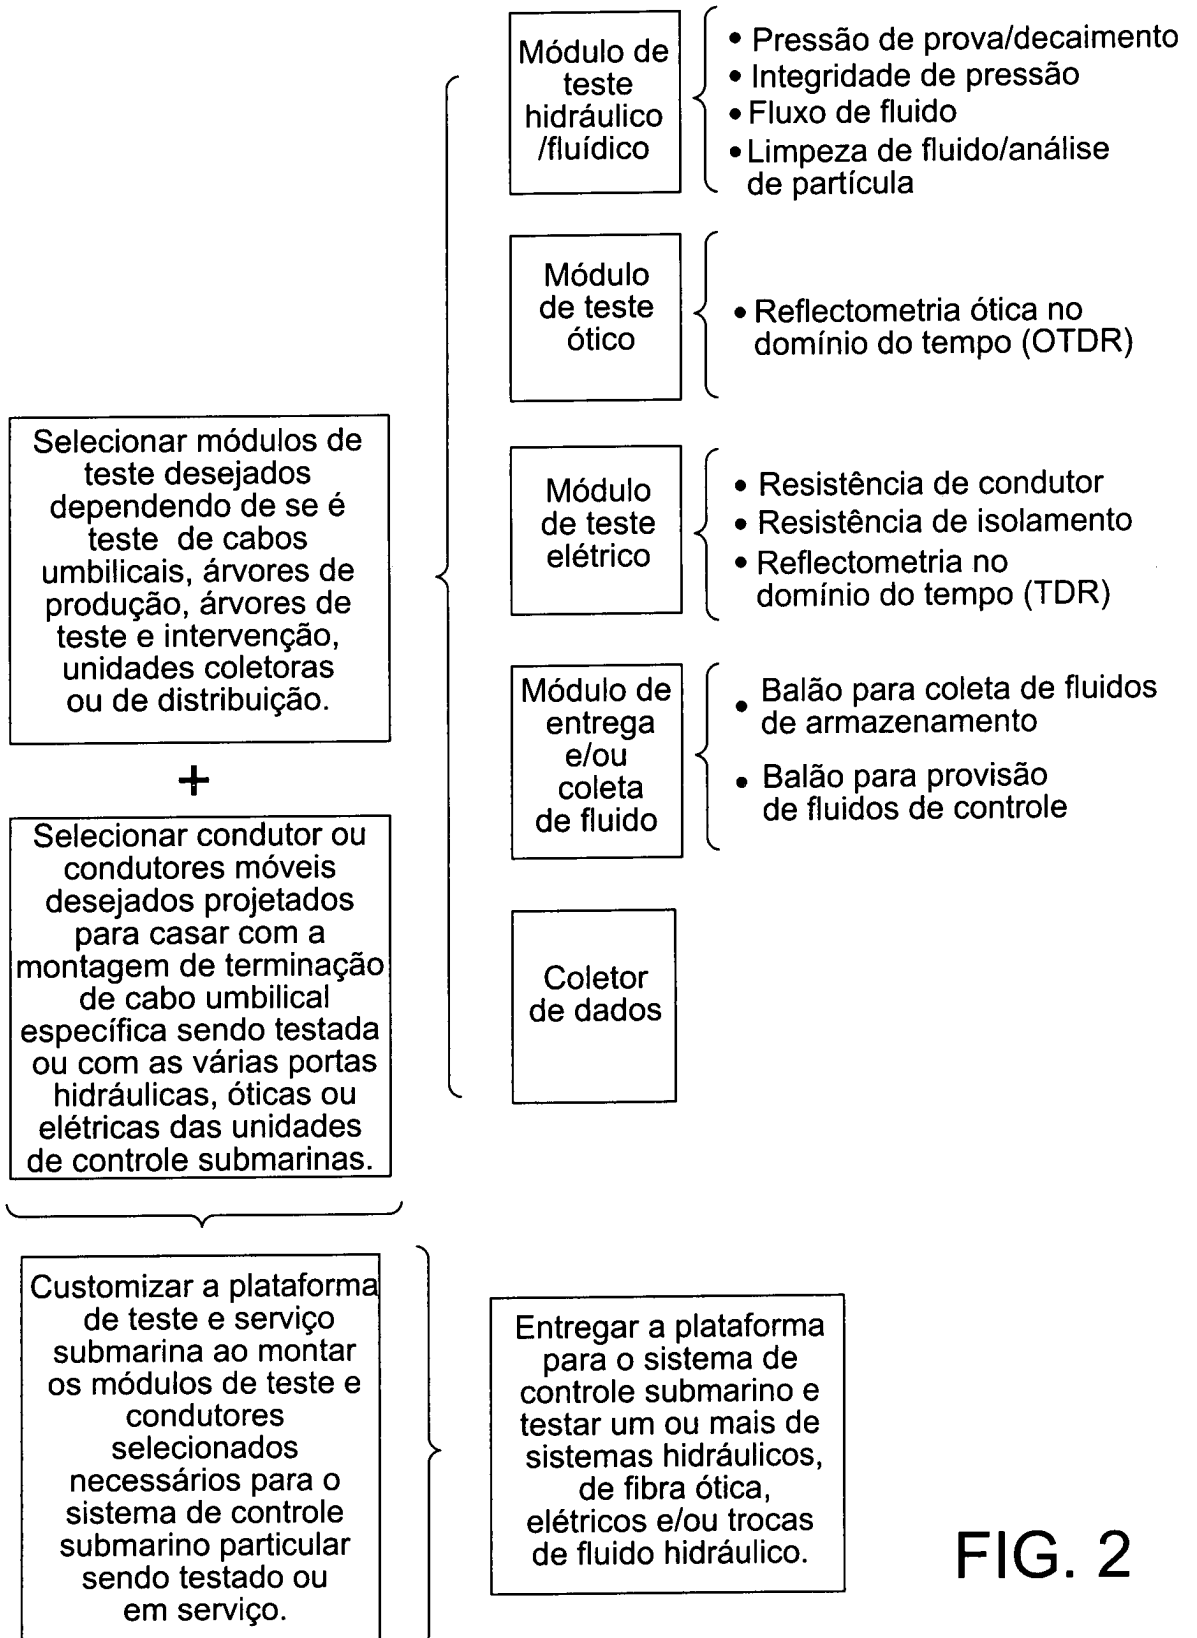 Módulo de
teste
hidráulico
/fluídico
• Pressão de prova/decaimento
• Integridade de pressão
• Fluxo de fluido
• Limpeza de fluido/análise
de partícula
Módulo
de teste
ótico
• Reflectometria ótica no
domínio do tempo (OTDR)
Módulo
de teste
elétrico
• Resistência de condutor
• Resistência de isolamento
• Reflectometria no
domínio do tempo (TDR)
Módulo de
entrega
e/ou
coleta
de fluido
• Balão para coleta de fluidos
de armazenamento
• Balão para provisão
de fluidos de controle
Coletor
de dados
Selecionar módulos de
teste desejados
dependendo de se é
teste de cabos
umbilicais, árvores de
produção, árvores de
teste e intervenção,
unidades coletoras
ou de distribuição.
+
Selecionar condutor ou
condutores móveis
desejados projetados
para casar com a
montagem de terminação
de cabo umbilical
específica sendo testada
ou com as várias portas
hidráulicas, óticas ou
elétricas das unidades
de controle submarinas.
Customizar a plataforma
de teste e serviço
submarina ao montar
os módulos de teste e
condutores
selecionados
necessários para o
sistema de controle
submarino particular
sendo testado ou
em serviço.
Entregar a plataforma
para o sistema de
controle submarino e
testar um ou mais de
sistemas hidráulicos,
de fibra ótica,
elétricos e/ou trocas
de fluido hidráulico.
FIG. 2